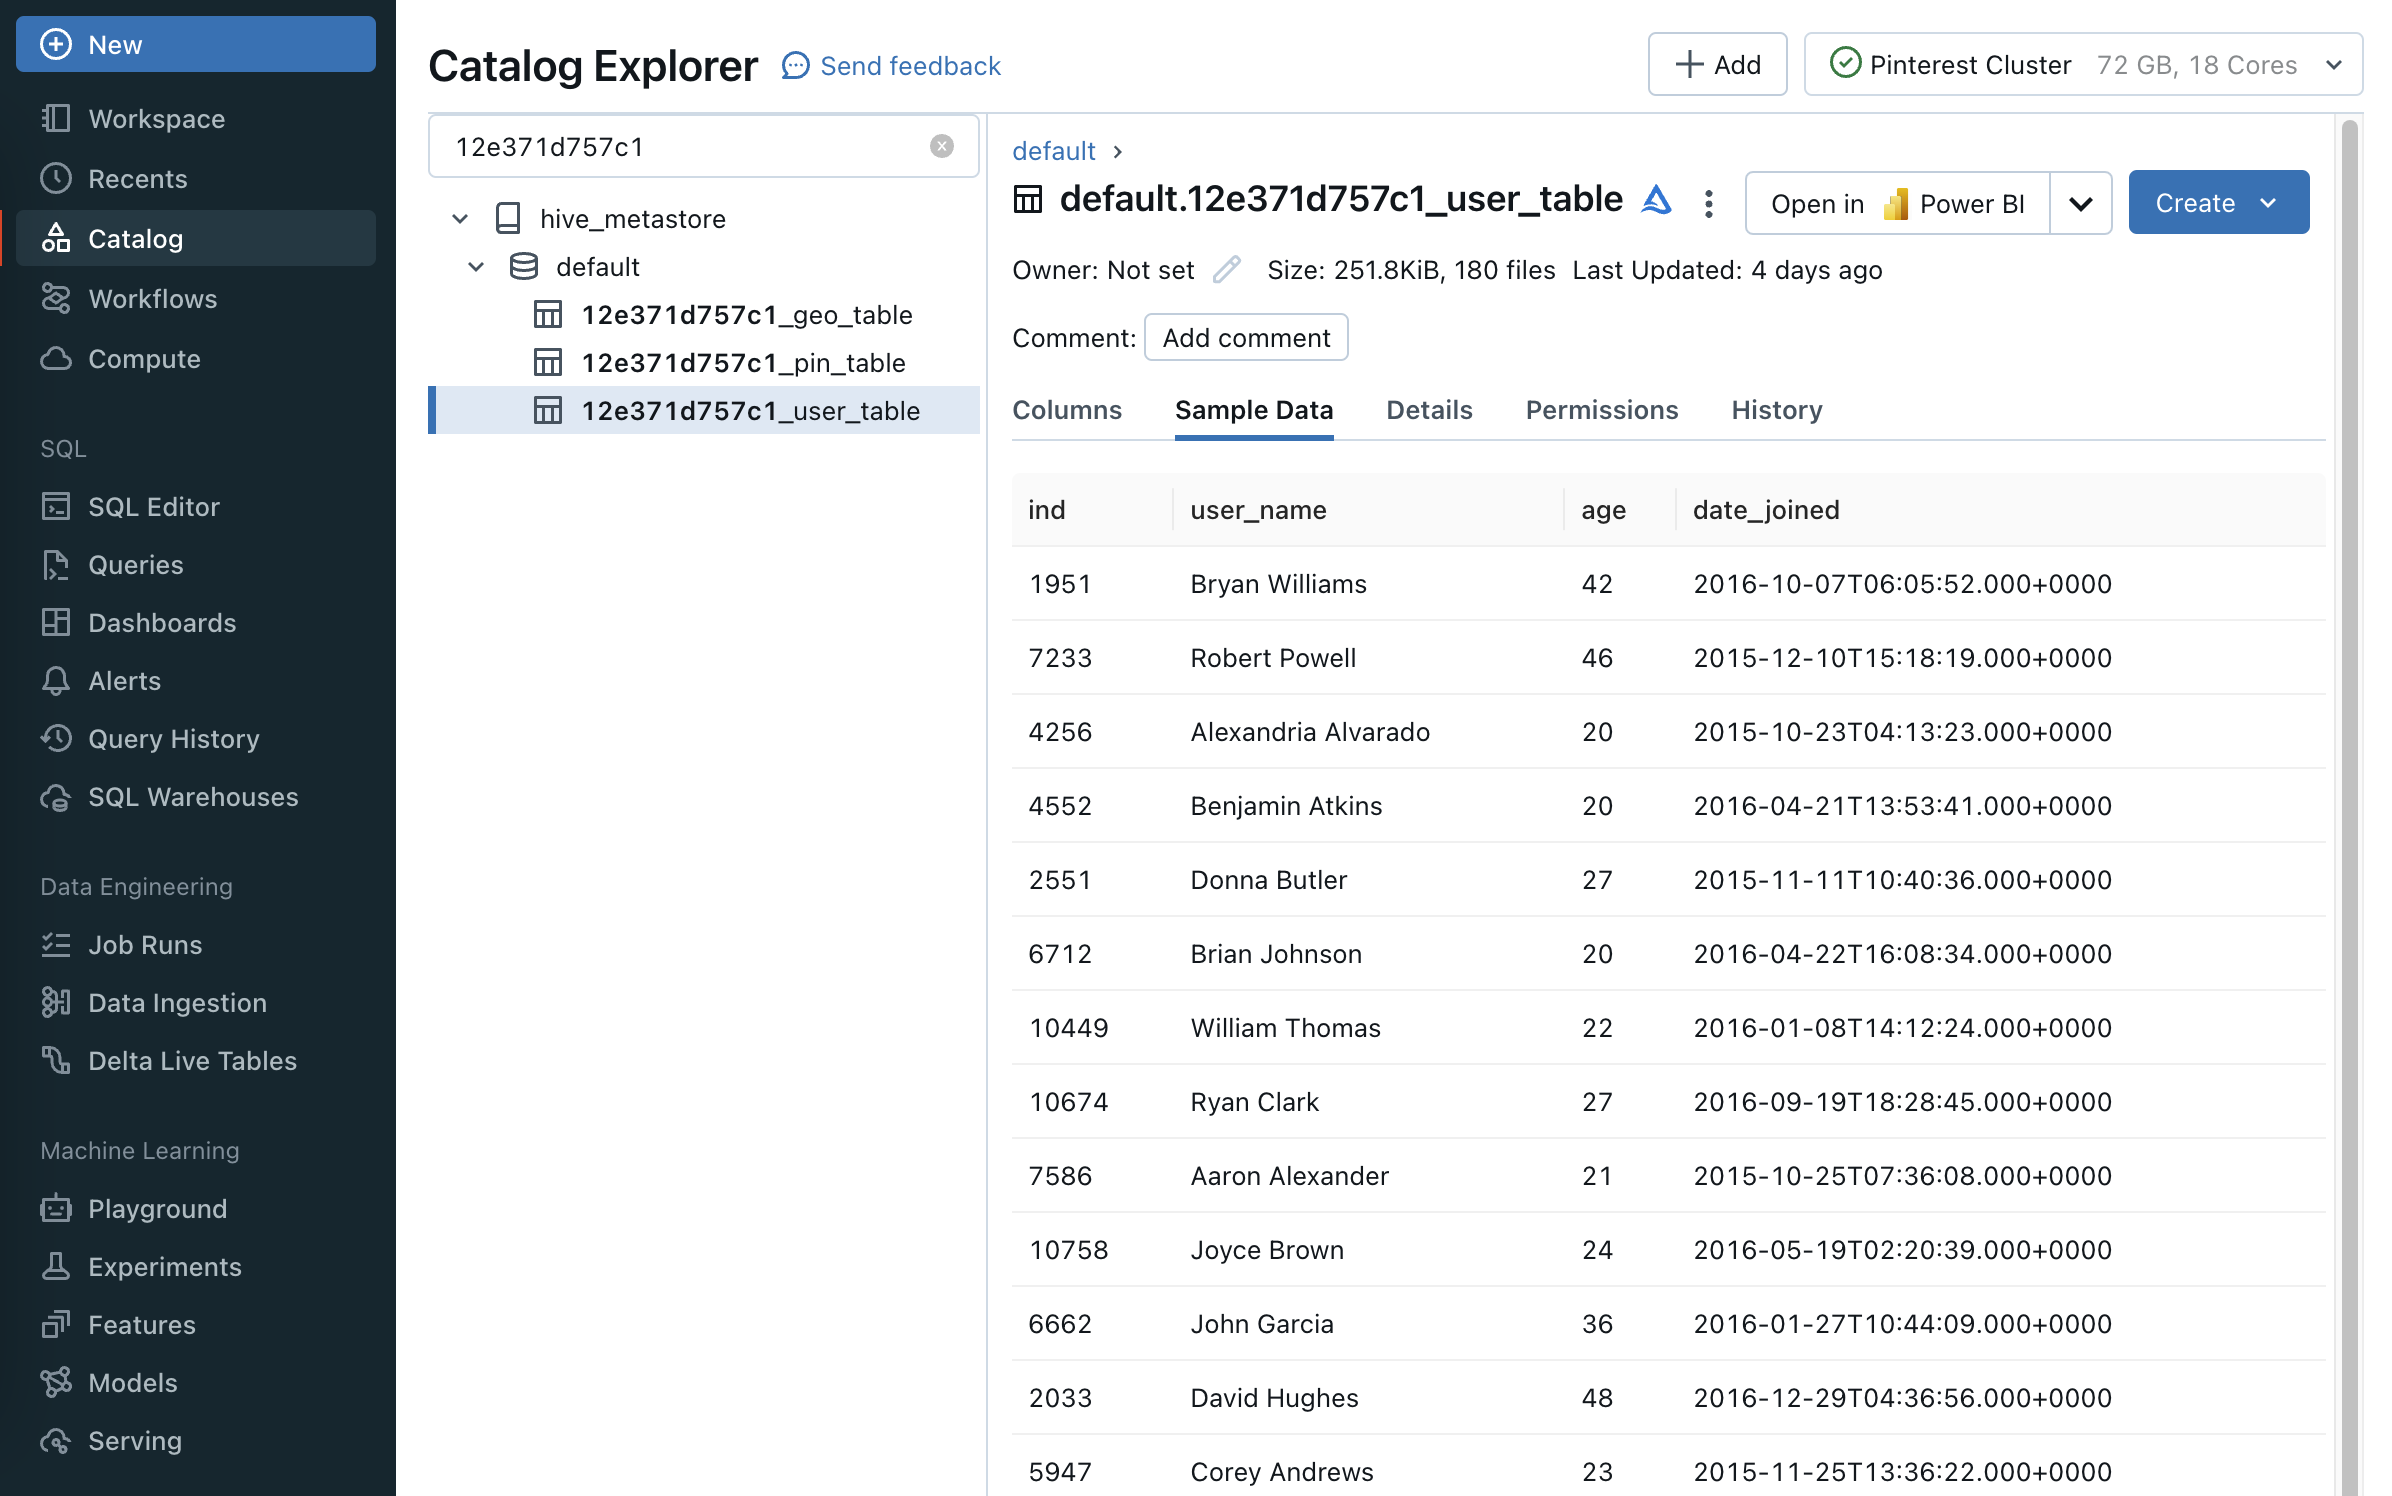 New
Workspace
Recents
Catalog
Workflows
Compute
SQL
SQL Editor
Queries
Dashboards
Alerts
Query History
SQL Warehouses
Data Engineering
Job Runs
Data Ingestion
Delta Live Tables
Machine Learning
Playground
Experiments
Features
Models
Serving
Catalog Explorer Send feedback
Add Pinterest Cluster 72 GB, 18 Cores
12e371d757c1
hive_metastore
default
12e371d757c1_geo_table
12e371d757c1_pin_table
12e371d757c1_user_table
default ›
default.12e371d757c1_user_table Open in Power BI Create
Owner: Not set Size: 251.8KiB, 180 files Last Updated: 4 days ago
Comment: Add comment
Columns Sample Data Details Permissions History
ind user_name age date_joined
1951 Bryan Williams 42 2016-10-07T06:05:52.000+0000
7233 Robert Powell 46 2015-12-10T15:18:19.000+0000
4256 Alexandria Alvarado 20 2015-10-23T04:13:23.000+0000
4552 Benjamin Atkins 20 2016-04-21T13:53:41.000+0000
2551 Donna Butler 27 2015-11-11T10:40:36.000+0000
6712 Brian Johnson 20 2016-04-22T16:08:34.000+0000
10449 William Thomas 22 2016-01-08T14:12:24.000+0000
10674 Ryan Clark 27 2016-09-19T18:28:45.000+0000
7586 Aaron Alexander 21 2015-10-25T07:36:08.000+0000
10758 Joyce Brown 24 2016-05-19T02:20:39.000+0000
6662 John Garcia 36 2016-01-27T10:44:09.000+0000
2033 David Hughes 48 2016-12-29T04:36:56.000+0000
5947 Corey Andrews 23 2015-11-25T13:36:22.000+0000